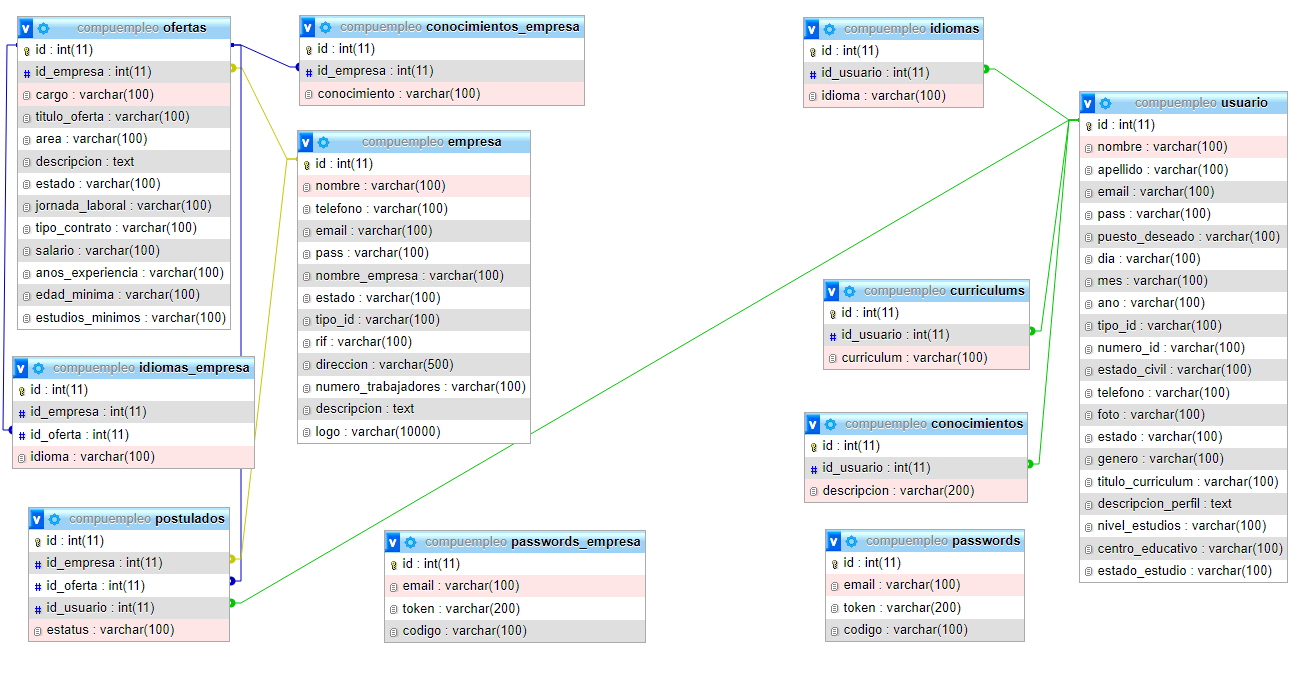 compuempleo ofertas
id : int(11)
id_empresa : int(11)
cargo : varchar(100)
titulo_oferta : varchar(100)
area : varchar(100)
descripcion : text
estado : varchar(100)
jornada_laboral : varchar(100)
tipo_contrato : varchar(100)
salario : varchar(100)
anos_experiencia : varchar(100)
edad_minima : varchar(100)
estudios_minimos : varchar(100)
compuempleo conocimientos_empresa
id : int(11)
id_empresa : int(11)
conocimiento : varchar(100)
compuempleo empresa
id : int(11)
nombre : varchar(100)
telefono : varchar(100)
email : varchar(100)
pass : varchar(100)
nombre_empresa : varchar(100)
estado : varchar(100)
tipo_id : varchar(100)
rif : varchar(100)
direccion : varchar(500)
numero_trabajadores : varchar(100)
descripcion : text
logo : varchar(10000)
compuempleo idiomas_empresa
id : int(11)
id_empresa : int(11)
id_oferta : int(11)
idioma : varchar(100)
compuempleo postulados
id : int(11)
id_empresa : int(11)
id_oferta : int(11)
id_usuario : int(11)
estatus : varchar(100)
compuempleo passwords_empresa
id : int(11)
email : varchar(100)
token : varchar(200)
codigo : varchar(100)
compuempleo idiomas
id : int(11)
id_usuario : int(11)
idioma : varchar(100)
compuempleo curriculums
id : int(11)
id_usuario : int(11)
curriculum : varchar(100)
compuempleo conocimientos
id : int(11)
id_usuario : int(11)
descripcion : varchar(200)
compuempleo passwords
id : int(11)
email : varchar(100)
token : varchar(200)
codigo : varchar(100)
compuempleo usuario
id : int(11)
nombre : varchar(100)
apellido : varchar(100)
email : varchar(100)
pass : varchar(100)
puesto_deseado : varchar(100)
dia : varchar(100)
mes : varchar(100)
ano : varchar(100)
tipo_id : varchar(100)
numero_id : varchar(100)
estado_civil : varchar(100)
telefono : varchar(100)
foto : varchar(100)
estado : varchar(100)
genero : varchar(100)
titulo_curriculum : varchar(100)
descripcion_perfil : text
nivel_estudios : varchar(100)
centro_educativo : varchar(100)
estado_estudio : varchar(100)